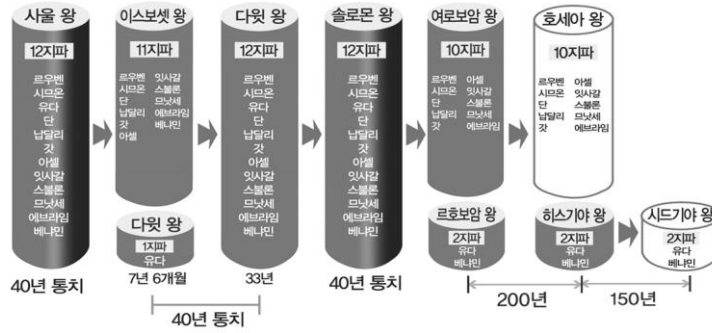 사울 왕
12지파
르우벤
시므온
유다
단
납달리
갓
아셀
잇사갈
스불론
므낫세
에브라임
베냐민
40년 통치
이스보셋 왕
11지파
르우벤 잇사갈
시므온 스불론
단 므낫세
납달리 에브라임
갓 베냐민
아셀
다윗 왕
1지파
유다
7년 6개월
다윗 왕
12지파
르우벤
시므온
유다
단
납달리
갓
아셀
잇사갈
스불론
므낫세
에브라임
베냐민
33년
40년 통치
솔로몬 왕
12지파
르우벤
시므온
유다
단
납달리
갓
아셀
잇사갈
스불론
므낫세
에브라임
베냐민
40년 통치
여로보암 왕
10지파
르우벤 아셀
시므온 잇사갈
단 스불론
납달리 므낫세
갓 에브라임
르호보암 왕
2지파
유다
베냐민
호세아 왕
10지파
르우벤 아셀
시므온 잇사갈
단 스불론
납달리 므낫세
갓 에브라임
히스기야 왕
2지파
유다
베냐민
시드기야 왕
2지파
유다
베냐민
200년
150년